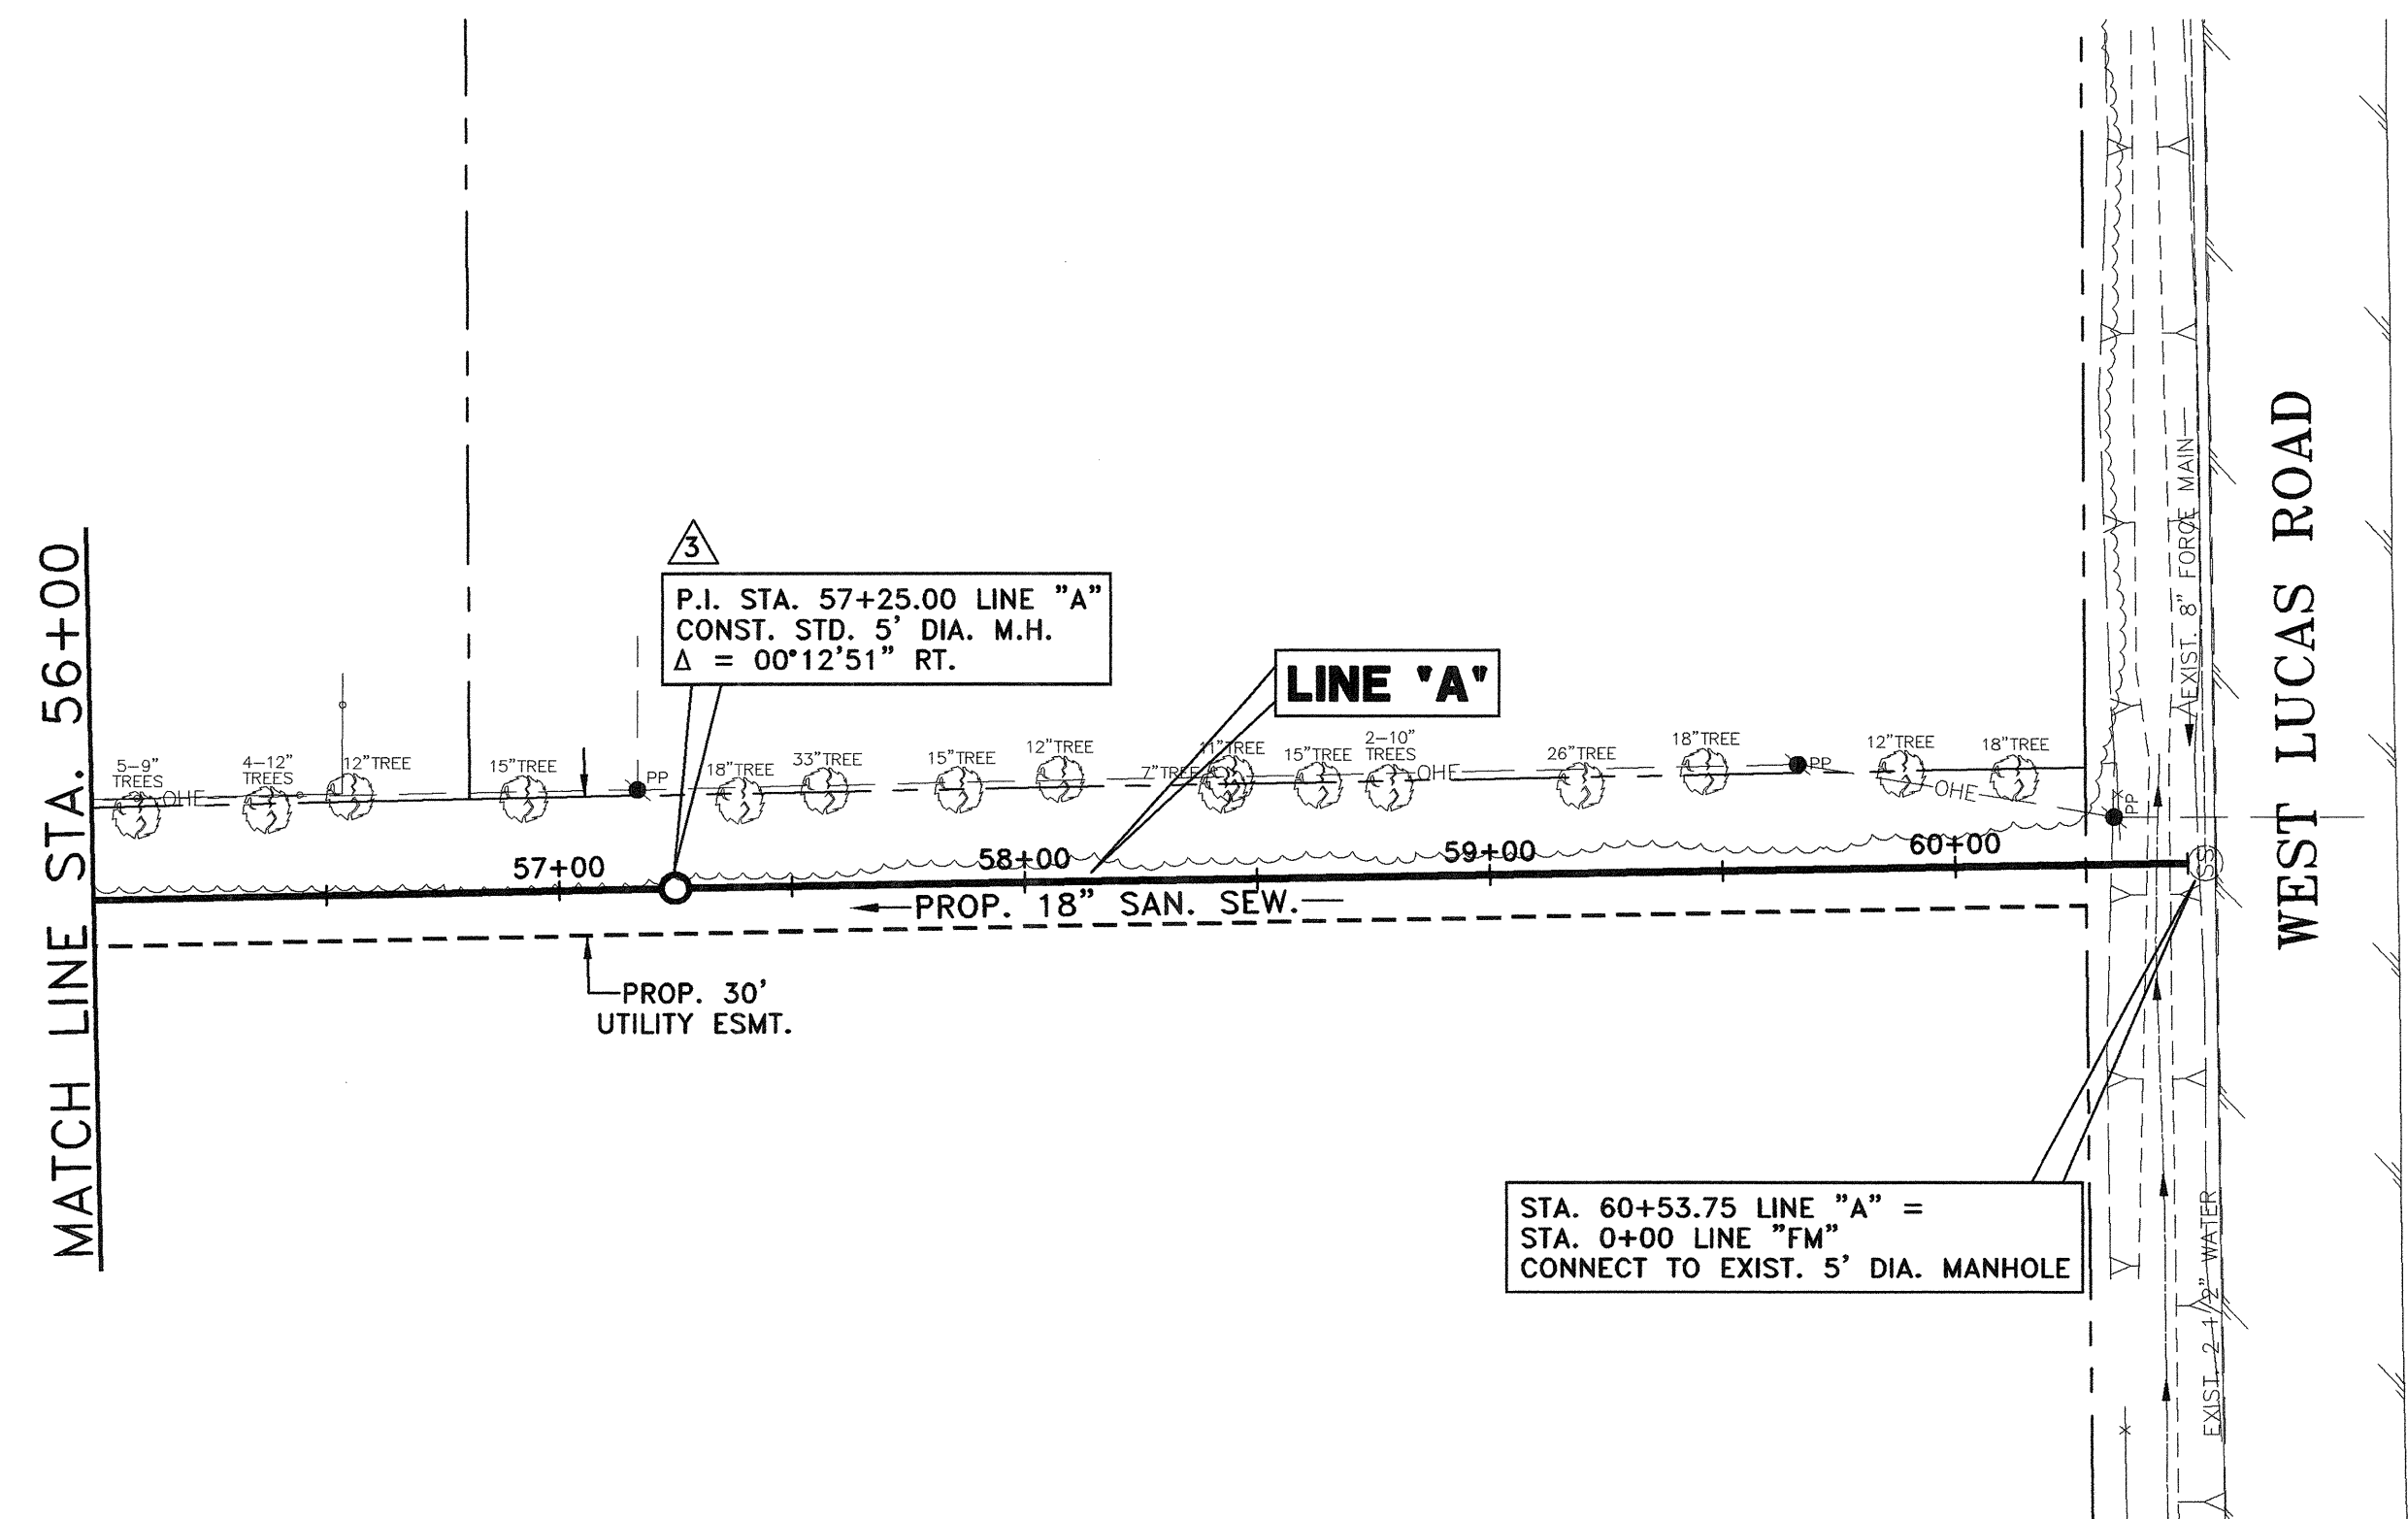 MATCH LINE STA. 56+00
3
P.I. STA. 57+25.00 LINE "A"
CONST. STD. 5' DIA. M.H.
Δ = 00°12'51" RT.
LINE "A"
5-9"
TREES
OHE
4-12"
TREES
12"TREE
15"TREE
PP
18"TREE
33"TREE
15"TREE
12"TREE
7"TREE
11"TREE
15"TREE
2-10"
TREES
OHE
26"TREE
18"TREE
PP
12"TREE
18"TREE
OHE
PP
57+00
58+00
59+00
60+00
SS
PROP. 18" SAN. SEW.
PROP. 30'
UTILITY ESMT.
EXIST. 8" FORCE MAIN
WEST LUCAS ROAD
STA. 60+53.75 LINE "A" =
STA. 0+00 LINE "FM"
CONNECT TO EXIST. 5' DIA. MANHOLE
EXIST. 2 1/2" WATER